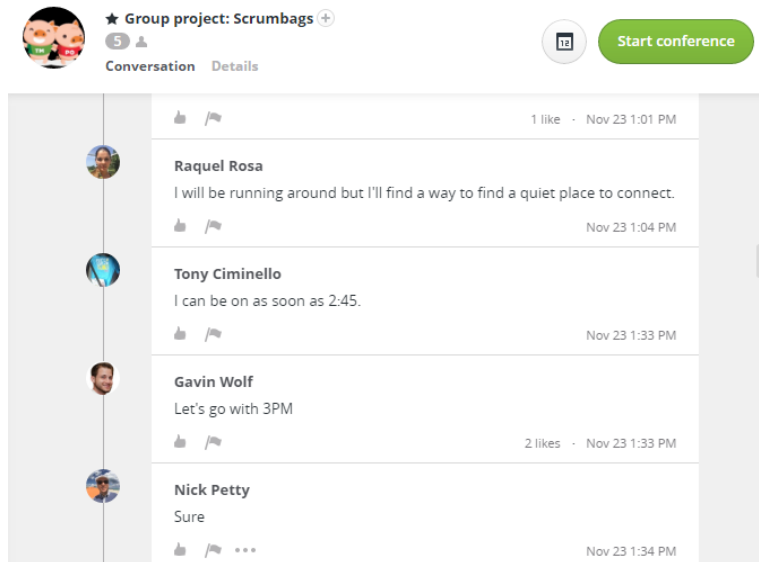 ★ Group project: Scrumbags +
5
Conversation Details
12
Start conference
1 like · Nov 23 1:01 PM
Raquel Rosa
I will be running around but I'll find a way to find a quiet place to connect.
Nov 23 1:04 PM
Tony Ciminello
I can be on as soon as 2:45.
Nov 23 1:33 PM
Gavin Wolf
Let's go with 3PM
2 likes · Nov 23 1:33 PM
Nick Petty
Sure
Nov 23 1:34 PM